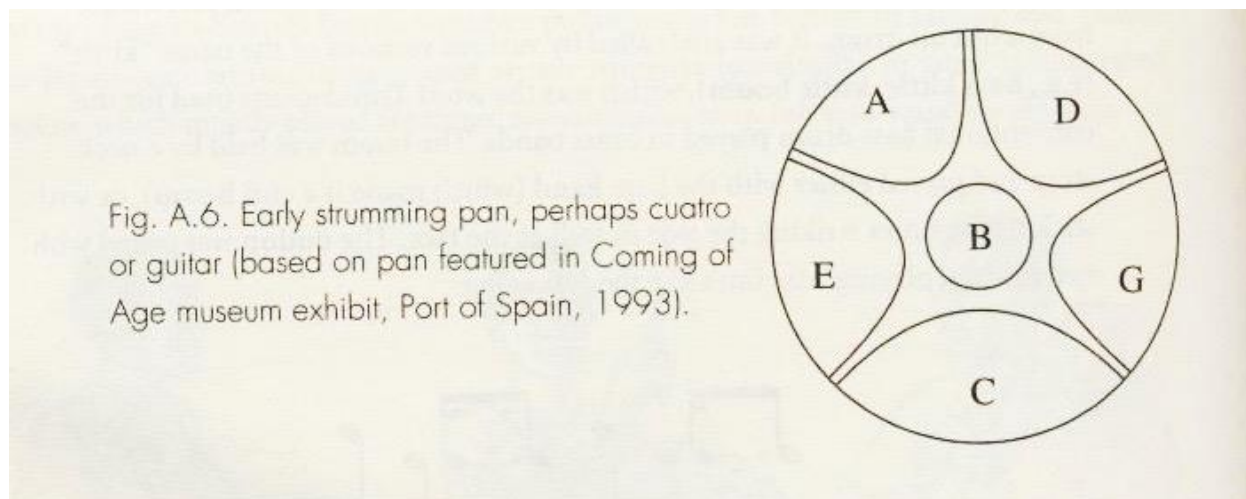 A D
Fig. A.6. Early strumming pan, perhaps cuatro
or guitar (based on pan featured in Coming of
Age museum exhibit, Port of Spain, 1993).
E B G
C